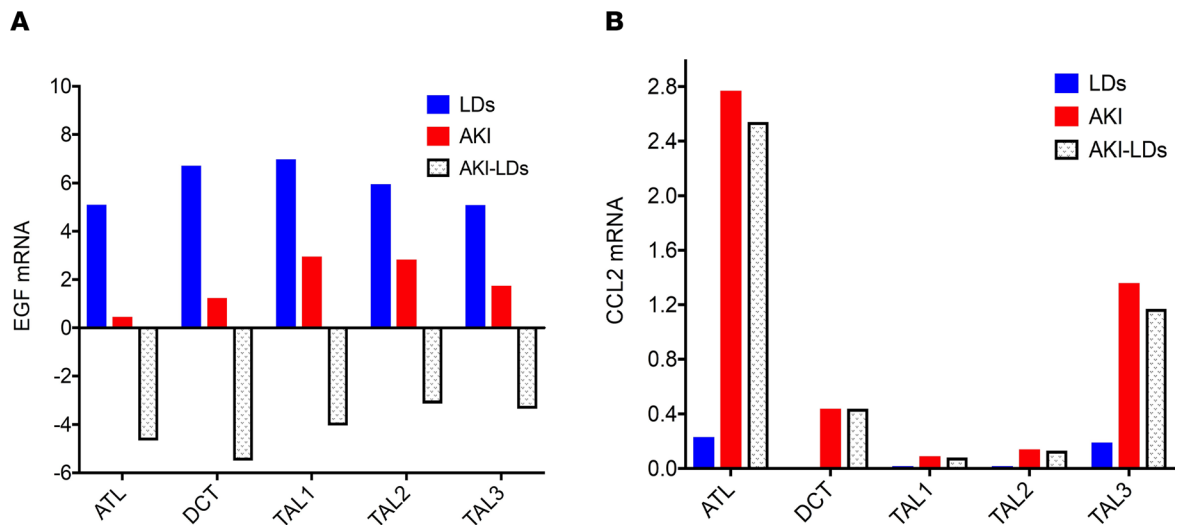 A
EGF mRNA
10
8
6
4
2
0
-2
-4
-6
LDs
AKI
AKI-LDs
ATL
DCT
TAL1
TAL2
TAL3
B
CCL2 mRNA
2.8
2.4
2.0
1.6
1.2
0.8
0.4
0.0
LDs
AKI
AKI-LDs
ATL
DCT
TAL1
TAL2
TAL3